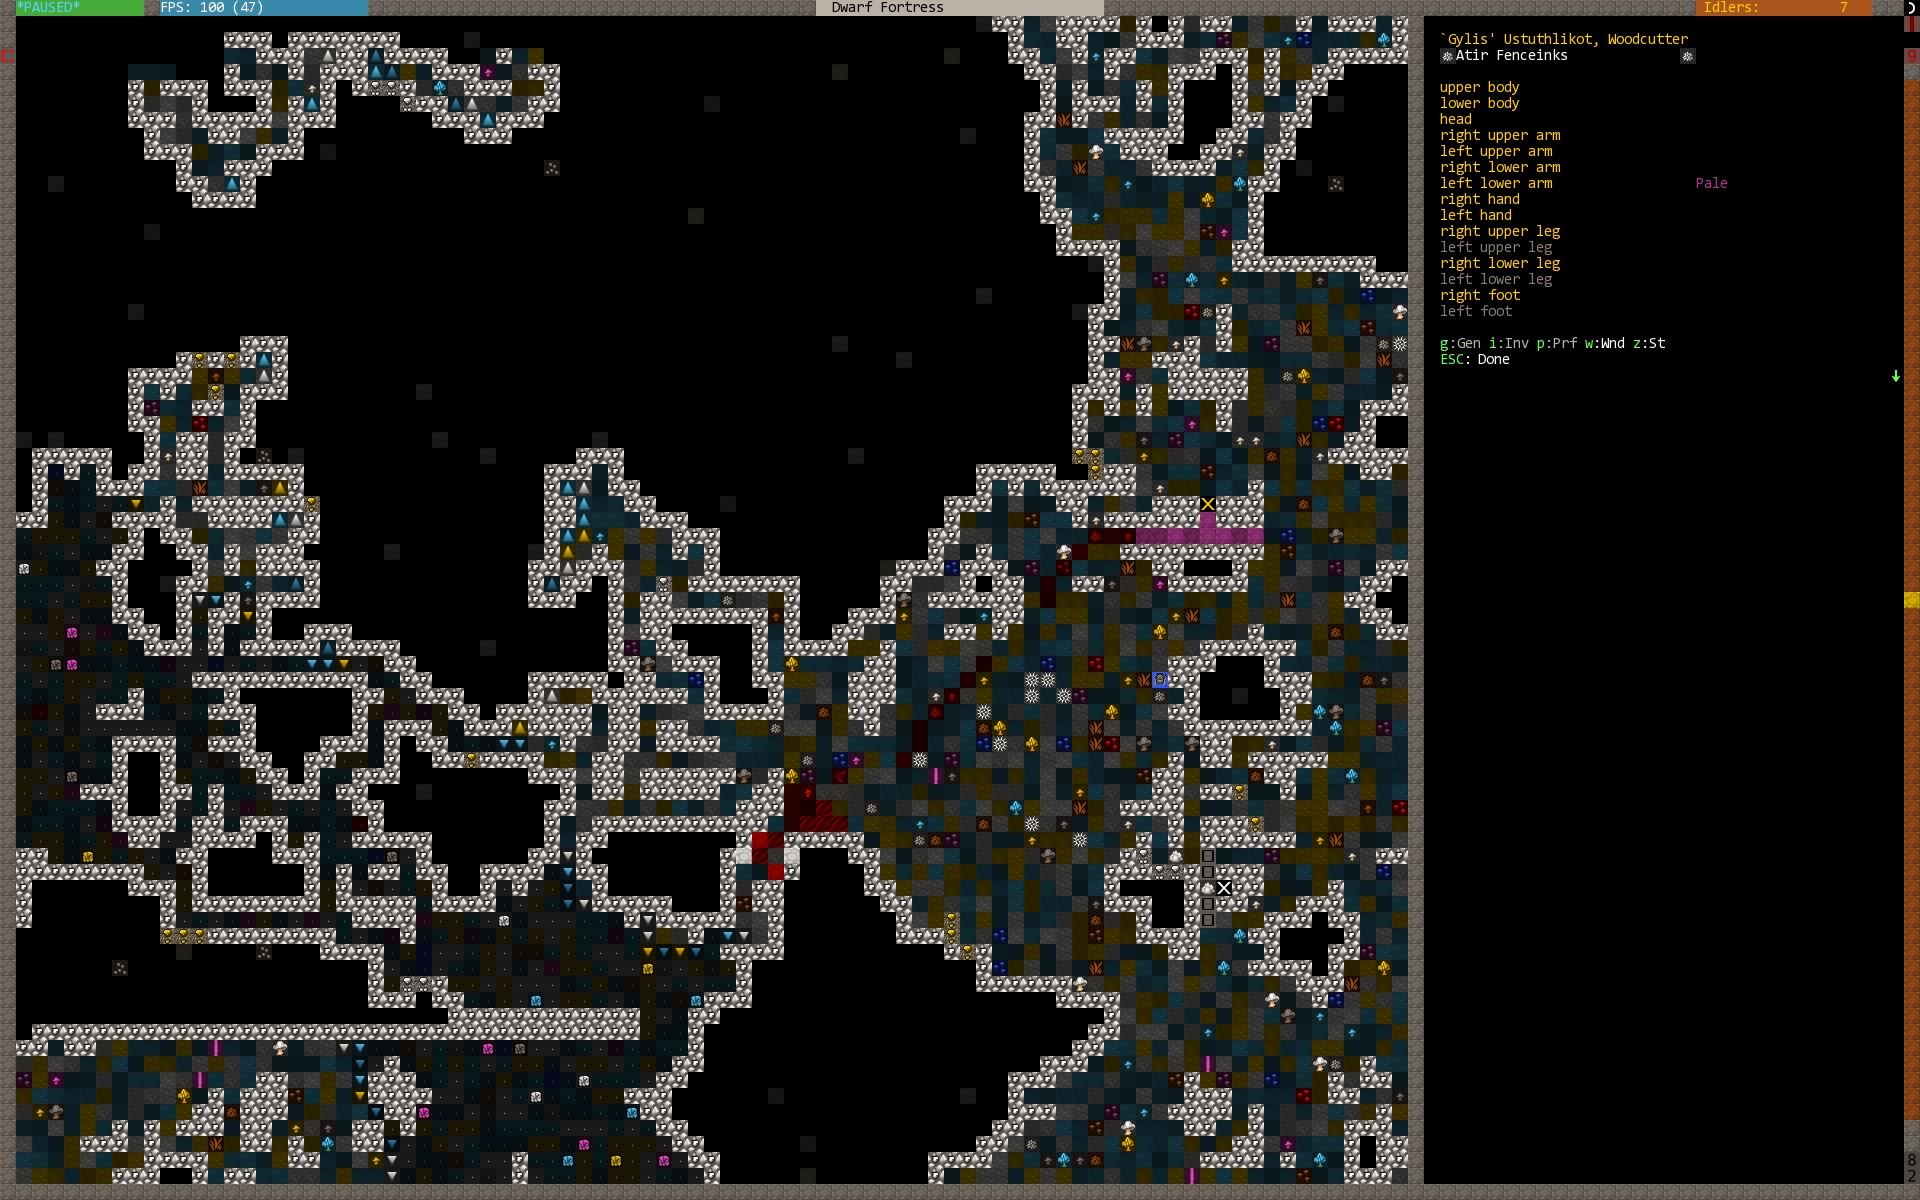 *PAUSED* FPS: 100 (47) Dwarf Fortress Idlers: 7
`Gylis' Ustuthlikot, Woodcutter
Atir Fenceinks
upper body
lower body
head
right upper arm
left upper arm
right lower arm
left lower arm Pale
right hand
left hand
right upper leg
left upper leg
right lower leg
left lower leg
right foot
left foot
g:Gen i:Inv p:Prf w:Wnd z:St
ESC: Done
9
8
2